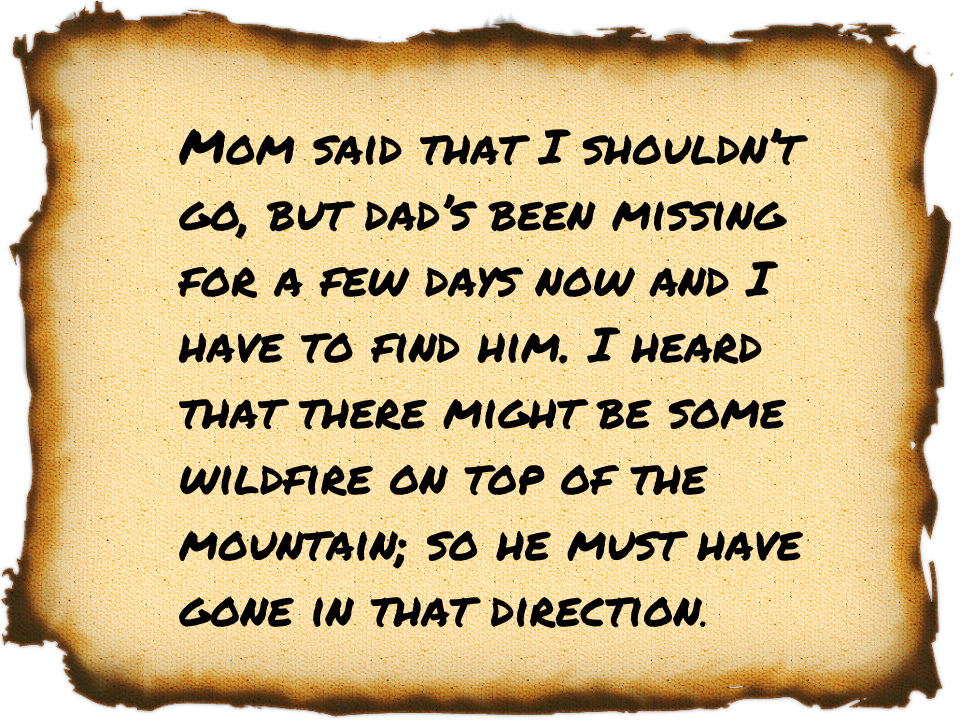 Mom said that I shouldn't
go, but dad's been missing
for a few days now and I
have to find him. I heard
that there might be some
wildfire on top of the
mountain; so he must have
gone in that direction.